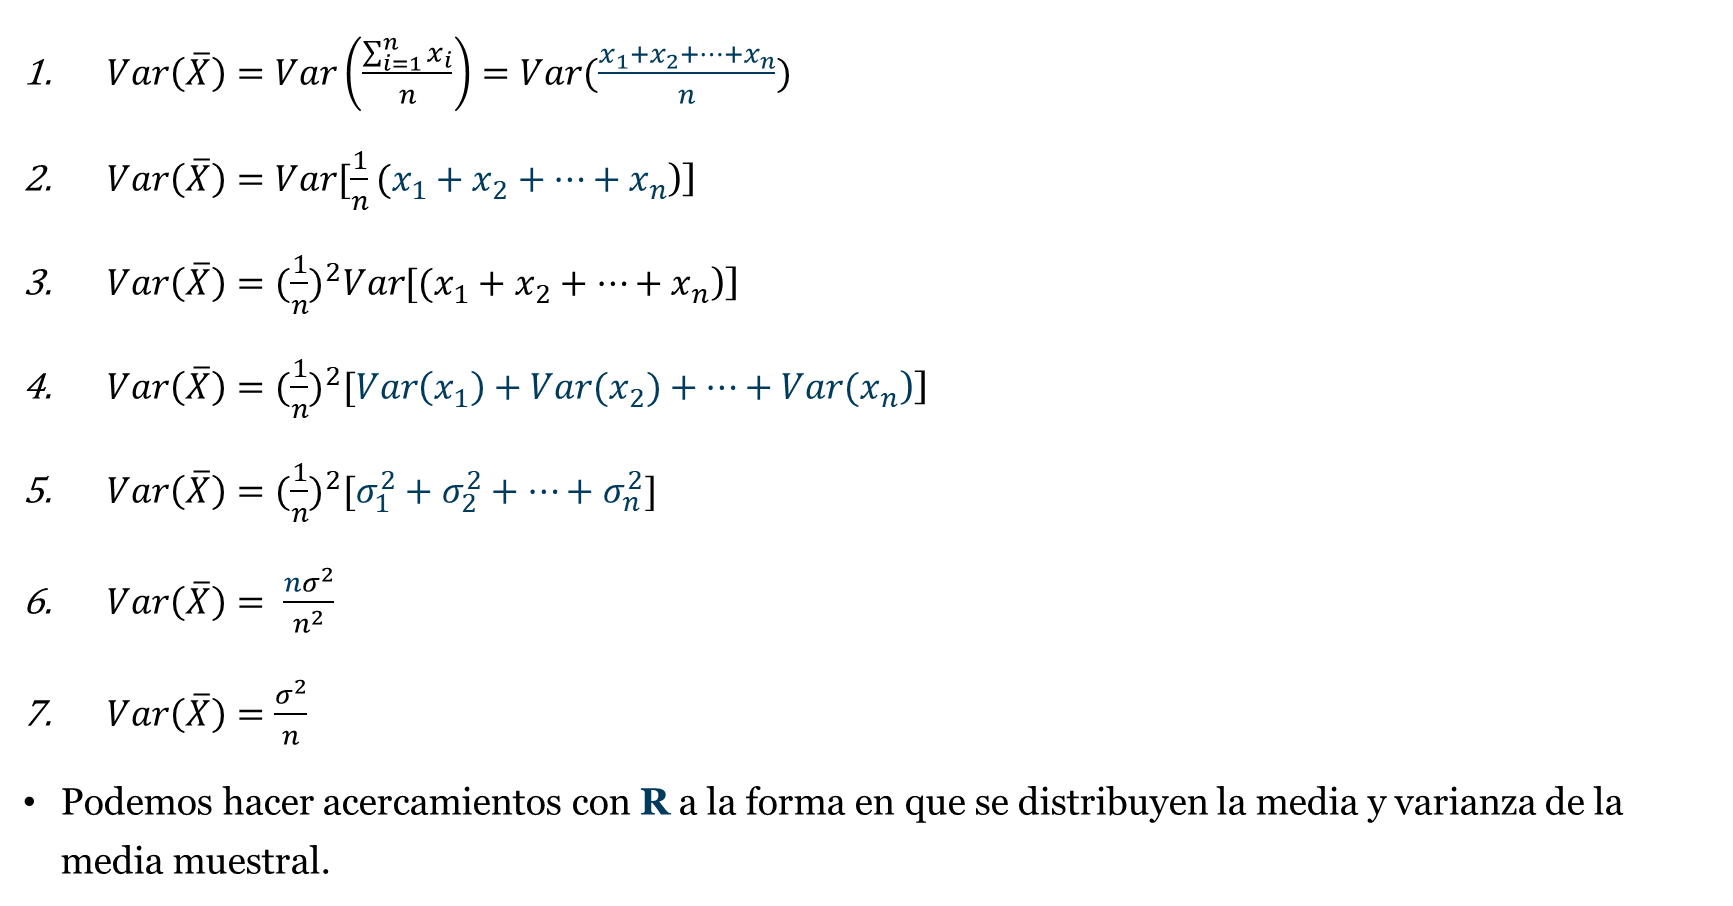 1. Var(X̄) = Var(∑ⁿᵢ₌₁ xᵢ / n) = Var(x₁+x₂+⋯+xₙ / n)
2. Var(X̄) = Var[1/n (x₁ + x₂ + ⋯ + xₙ)]
3. Var(X̄) = (1/n)²Var[(x₁ + x₂ + ⋯ + xₙ)]
4. Var(X̄) = (1/n)²[Var(x₁) + Var(x₂) + ⋯ + Var(xₙ)]
5. Var(X̄) = (1/n)²[σ₁² + σ₂² + ⋯ + σₙ²]
6. Var(X̄) = nσ²/n²
7. Var(X̄) = σ²/n
• Podemos hacer acercamientos con R a la forma en que se distribuyen la media y varianza de la
media muestral.